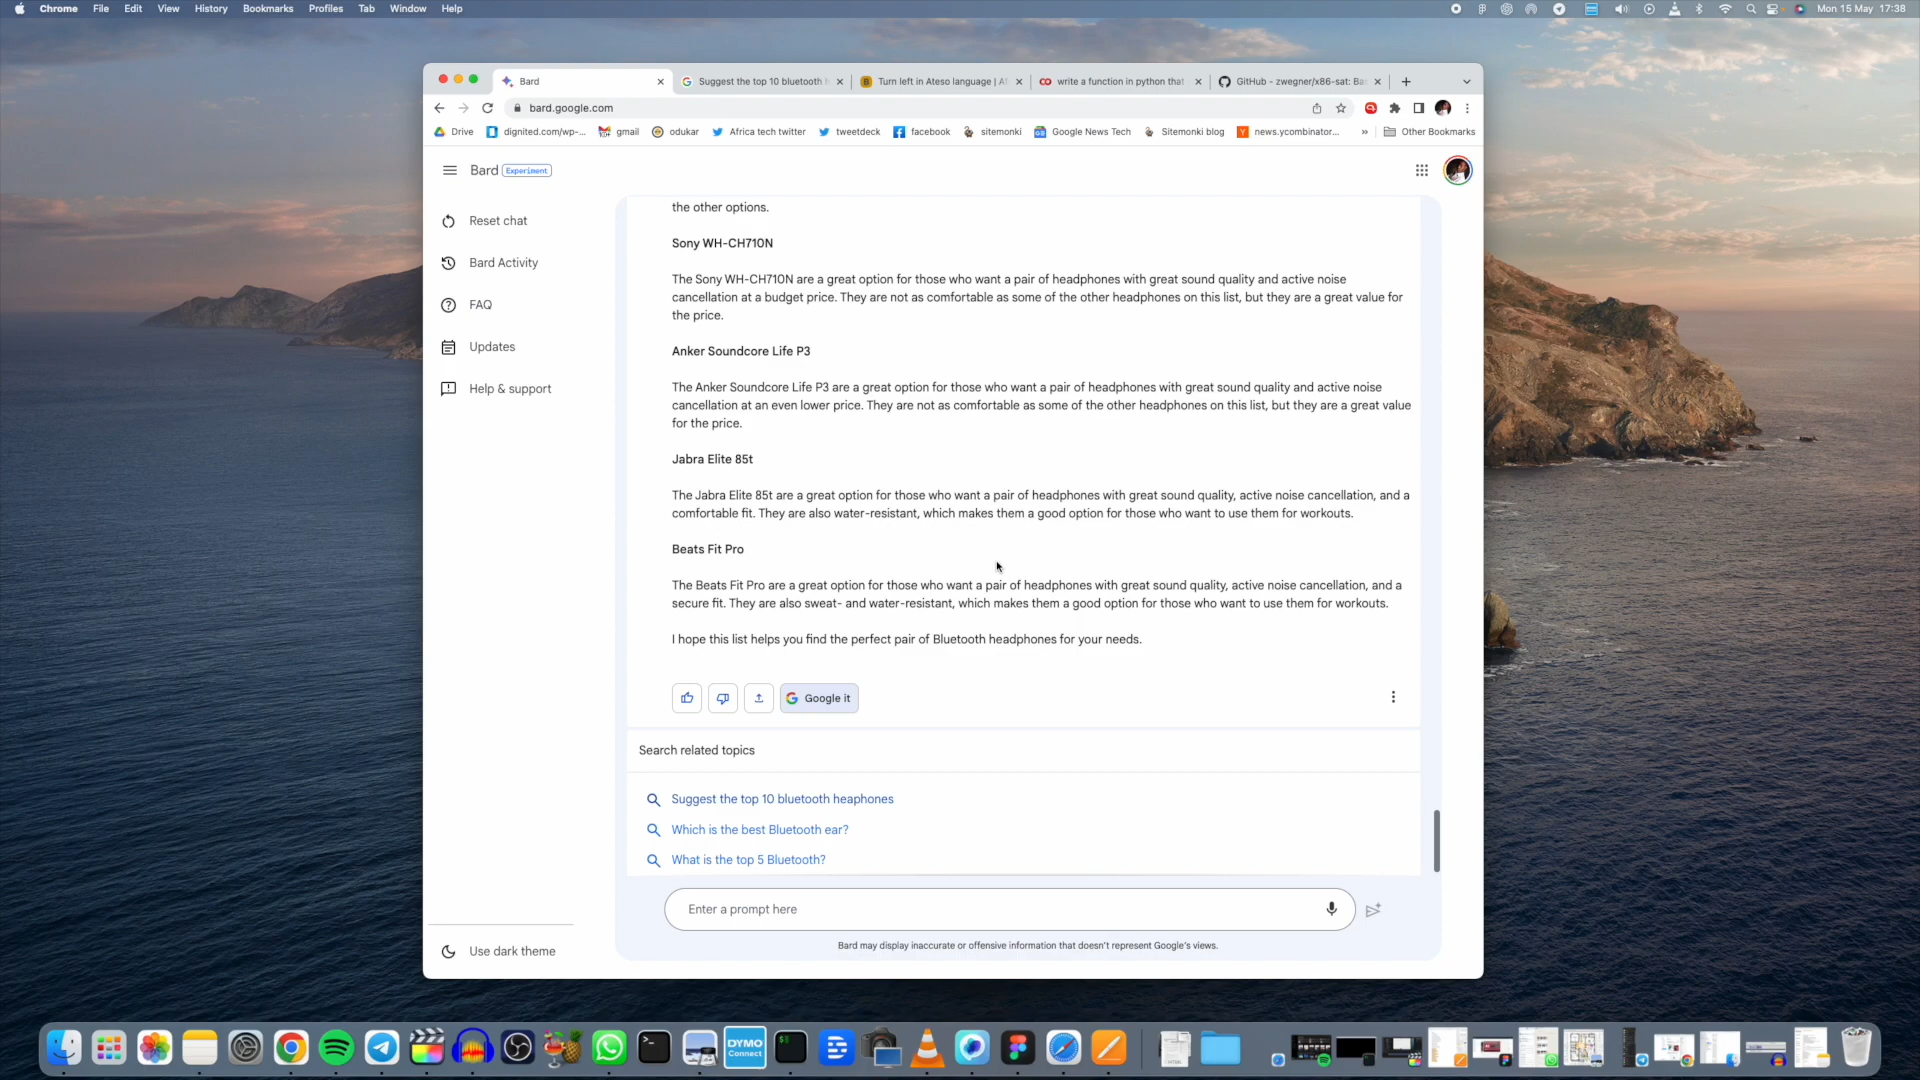 Chrome File Edit View History Bookmarks Profiles Tab Window Help
Mon 15 May 17:38
Bard
Suggest the top 10 bluetooth h
Turn left in Ateso language | Af
write a function in python that
GitHub - zwegner/x86-sat: Bas
bard.google.com
Drive
dignited.com/wp-...
gmail
odukar
Africa tech twitter
tweetdeck
facebook
sitemonki
Google News Tech
Sitemonki blog
news.ycombinator...
»
Other Bookmarks
Bard Experiment
Reset chat
Bard Activity
FAQ
Updates
Help & support
Use dark theme
the other options.
Sony WH-CH710N
The Sony WH-CH710N are a great option for those who want a pair of headphones with great sound quality and active noise
cancellation at a budget price. They are not as comfortable as some of the other headphones on this list, but they are a great value for
the price.
Anker Soundcore Life P3
The Anker Soundcore Life P3 are a great option for those who want a pair of headphones with great sound quality and active noise
cancellation at an even lower price. They are not as comfortable as some of the other headphones on this list, but they are a great value
for the price.
Jabra Elite 85t
The Jabra Elite 85t are a great option for those who want a pair of headphones with great sound quality, active noise cancellation, and a
comfortable fit. They are also water-resistant, which makes them a good option for those who want to use them for workouts.
Beats Fit Pro
The Beats Fit Pro are a great option for those who want a pair of headphones with great sound quality, active noise cancellation, and a
secure fit. They are also sweat- and water-resistant, which makes them a good option for those who want to use them for workouts.
I hope this list helps you find the perfect pair of Bluetooth headphones for your needs.
Google it
Search related topics
Suggest the top 10 bluetooth heaphones
Which is the best Bluetooth ear?
What is the top 5 Bluetooth?
Enter a prompt here
Bard may display inaccurate or offensive information that doesn't represent Google's views.
DYMO
Connect